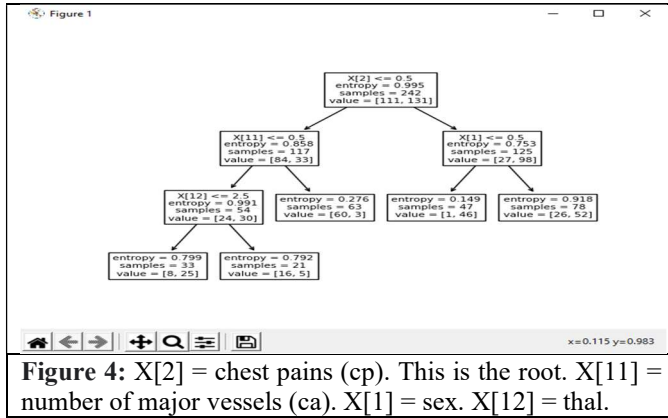 Figure 1
X[2] <= 0.5
entropy = 0.995
samples = 242
value = [111, 131]
X[11] <= 0.5
entropy = 0.858
samples = 117
value = [84, 33]
X[1] <= 0.5
entropy = 0.753
samples = 125
value = [27, 98]
X[12] <= 2.5
entropy = 0.991
samples = 54
value = [24, 30]
entropy = 0.276
samples = 63
value = [60, 3]
entropy = 0.149
samples = 47
value = [1, 46]
entropy = 0.918
samples = 78
value = [26, 52]
entropy = 0.799
samples = 33
value = [8, 25]
entropy = 0.792
samples = 21
value = [16, 5]
x=0.115 y=0.983
Figure 4: X[2] = chest pains (cp). This is the root. X[11] =
number of major vessels (ca). X[1] = sex. X[12] = thal.